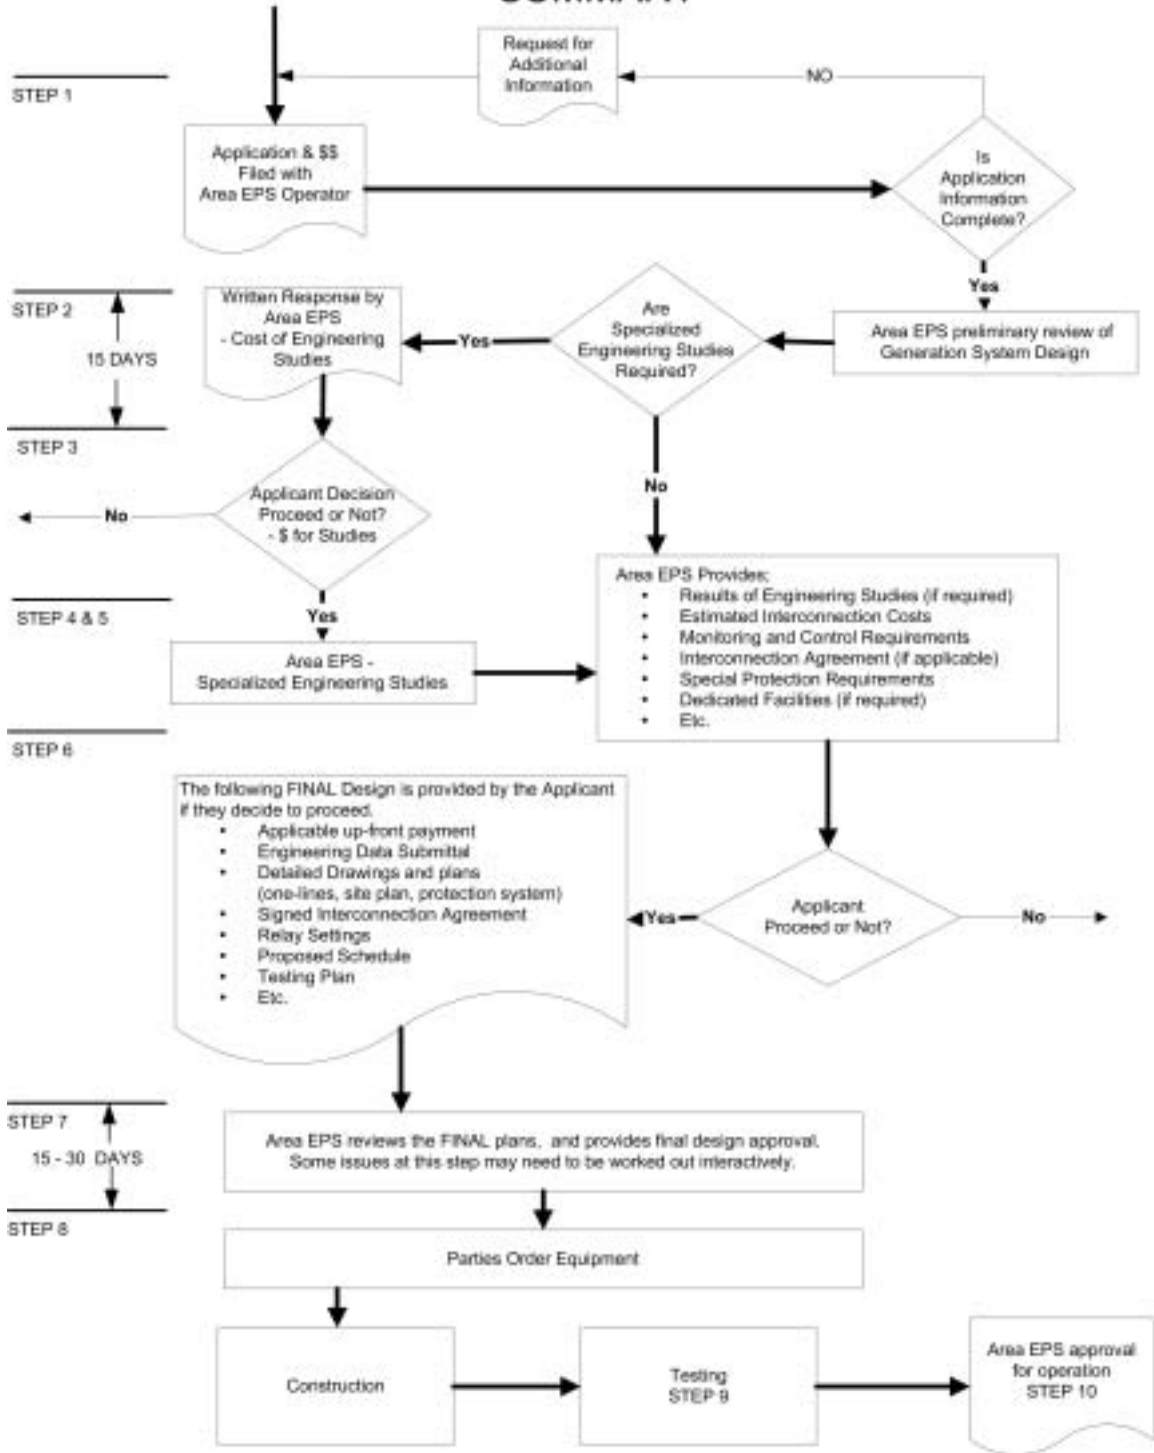 SUMMARY
Request for
Additional
Information
NO
STEP 1
Application & $$
Filed with
Area EPS Operator
Is
Application
Information
Complete?
Yes
STEP 2
15 DAYS
Written Response by
Area EPS
- Cost of Engineering
Studies
Yes
Are
Specialized
Engineering Studies
Required?
Area EPS preliminary review of
Generation System Design
STEP 3
No
Applicant Decision
Proceed or Not?
- $ for Studies
No
STEP 4 & 5
Yes
Area EPS -
Specialized Engineering Studies
Area EPS Provides;
• Results of Engineering Studies (if required)
• Estimated Interconnection Costs
• Monitoring and Control Requirements
• Interconnection Agreement (if applicable)
• Special Protection Requirements
• Dedicated Facilities (if required)
• Etc.
STEP 6
The following FINAL Design is provided by the Applicant
if they decide to proceed.
• Applicable up-front payment
• Engineering Data Submittal
• Detailed Drawings and plans
(one-lines, site plan, protection system)
• Signed Interconnection Agreement
• Relay Settings
• Proposed Schedule
• Testing Plan
• Etc.
Yes
Applicant
Proceed or Not?
No
STEP 7
15 - 30 DAYS
Area EPS reviews the FINAL plans, and provides final design approval.
Some issues at this step may need to be worked out interactively.
STEP 8
Parties Order Equipment
Construction
Testing
STEP 9
Area EPS approval
for operation
STEP 10